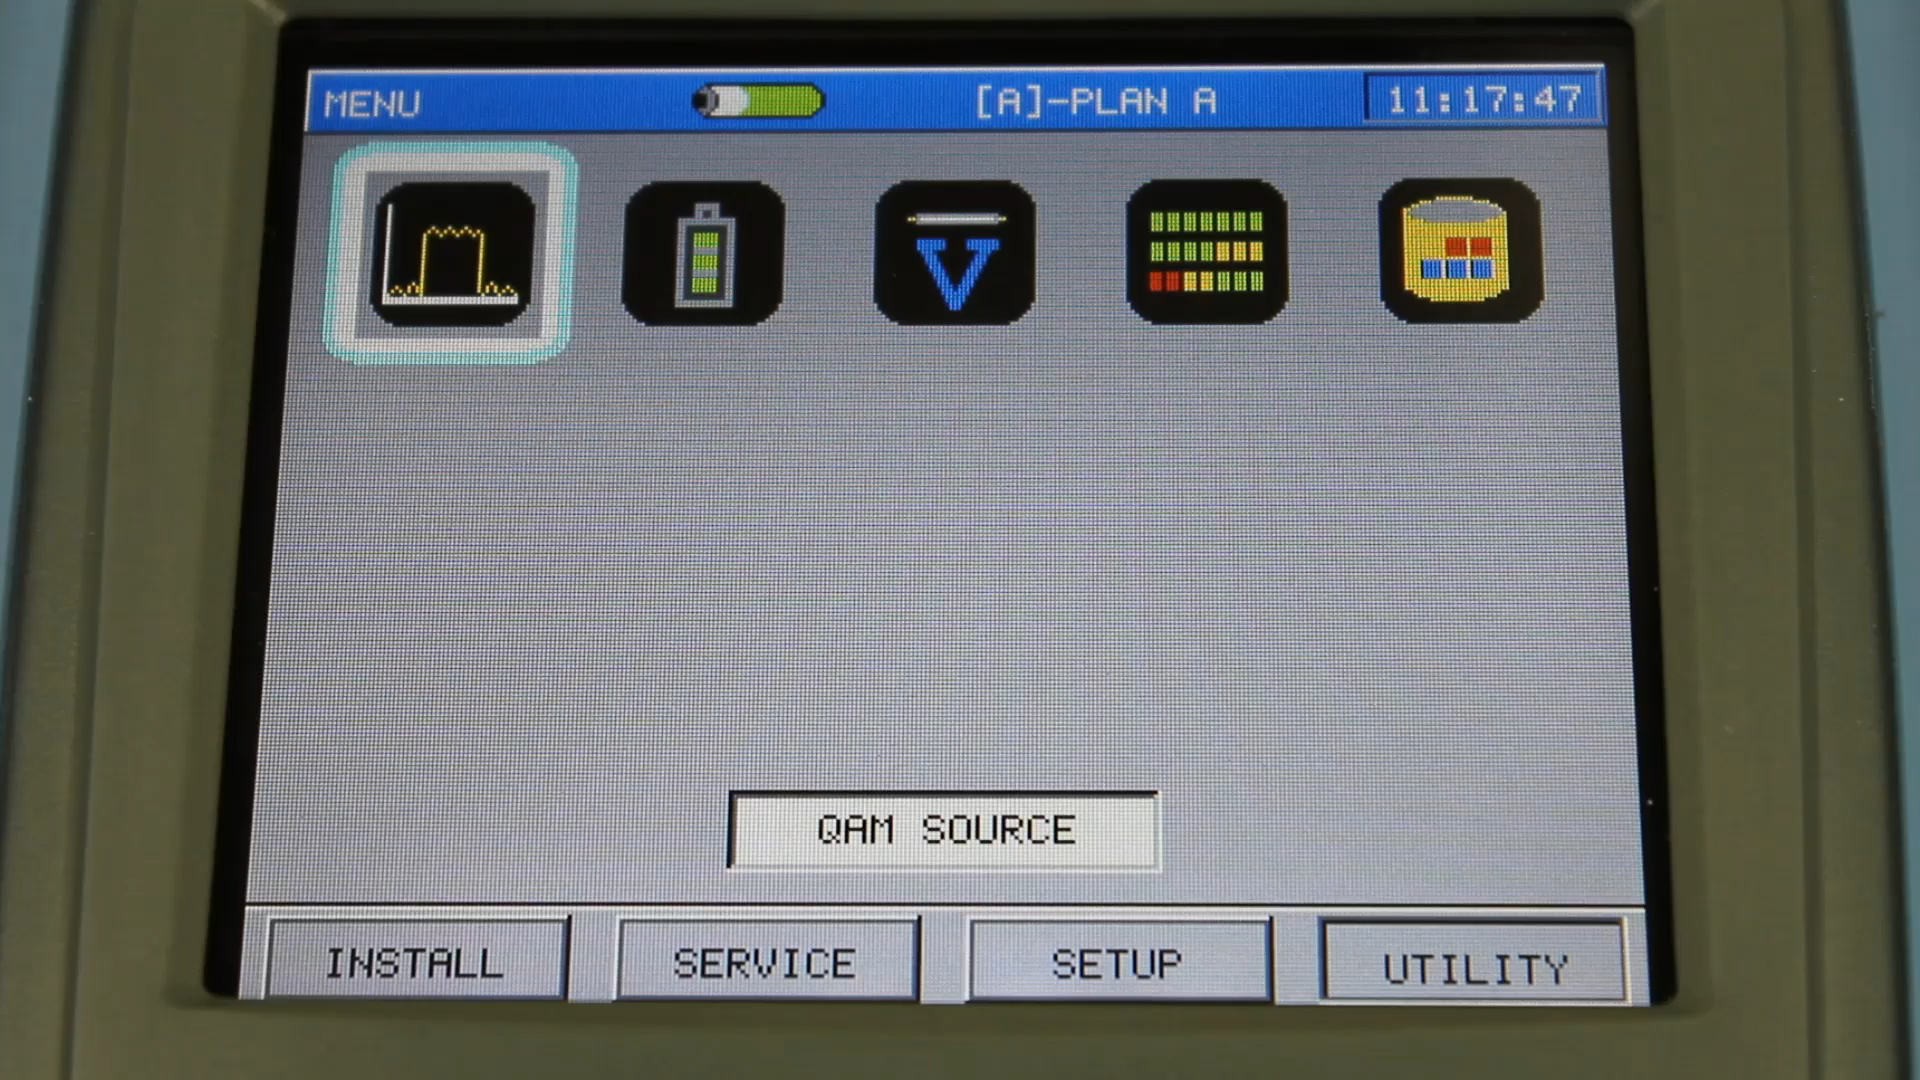 MENU [A]-PLAN A 11:17:47
V
QAM SOURCE
INSTALL SERVICE SETUP UTILITY